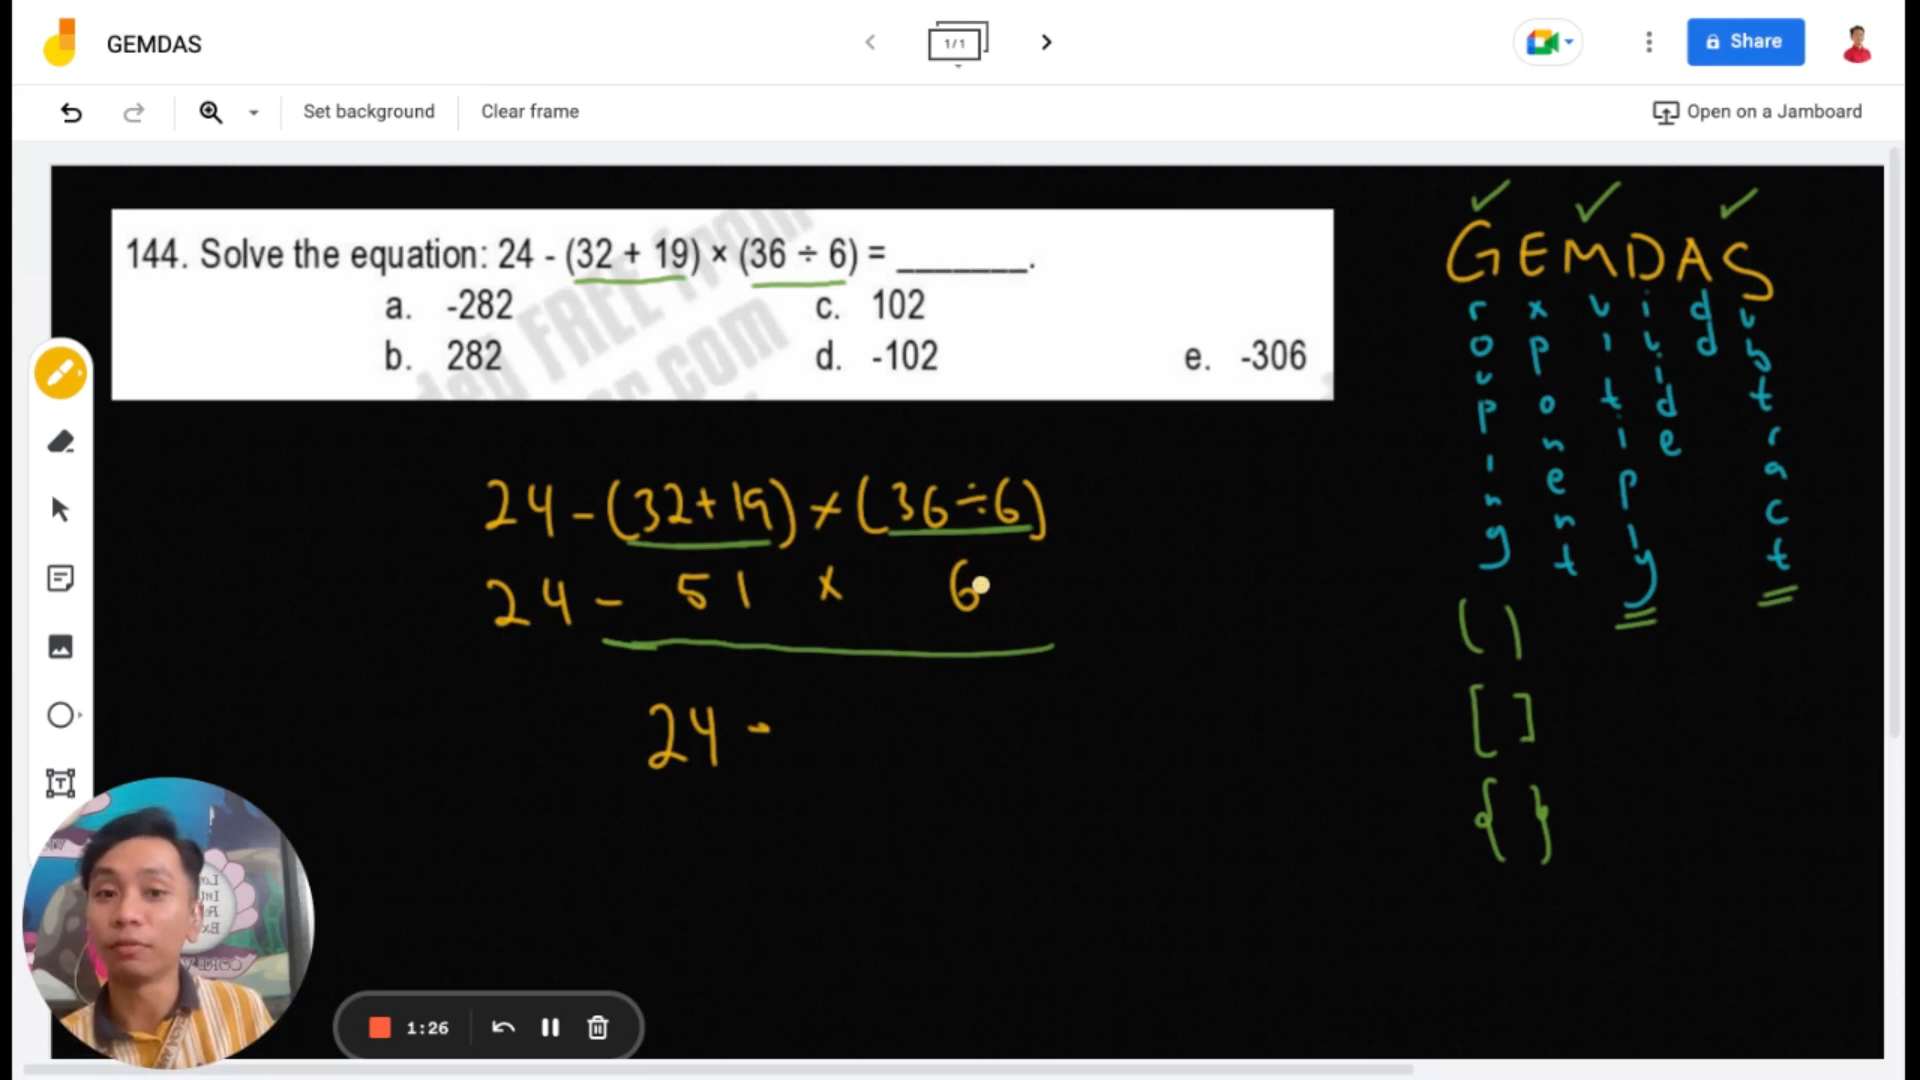 GEMDAS
1/1
Share
Set background
Clear frame
Open on a Jamboard
144. Solve the equation: 24 - (32 + 19) × (36 ÷ 6) = _______.
a. -282
c. 102
b. 282
d. -102
e. -306
24 - (32 + 19) × (36 ÷ 6)
24 - 51 × 6
24 -
GEMDAS
rouping
xponent
ultiply
ivide
dd
ubtract
( )
[ ]
{ }
1:26